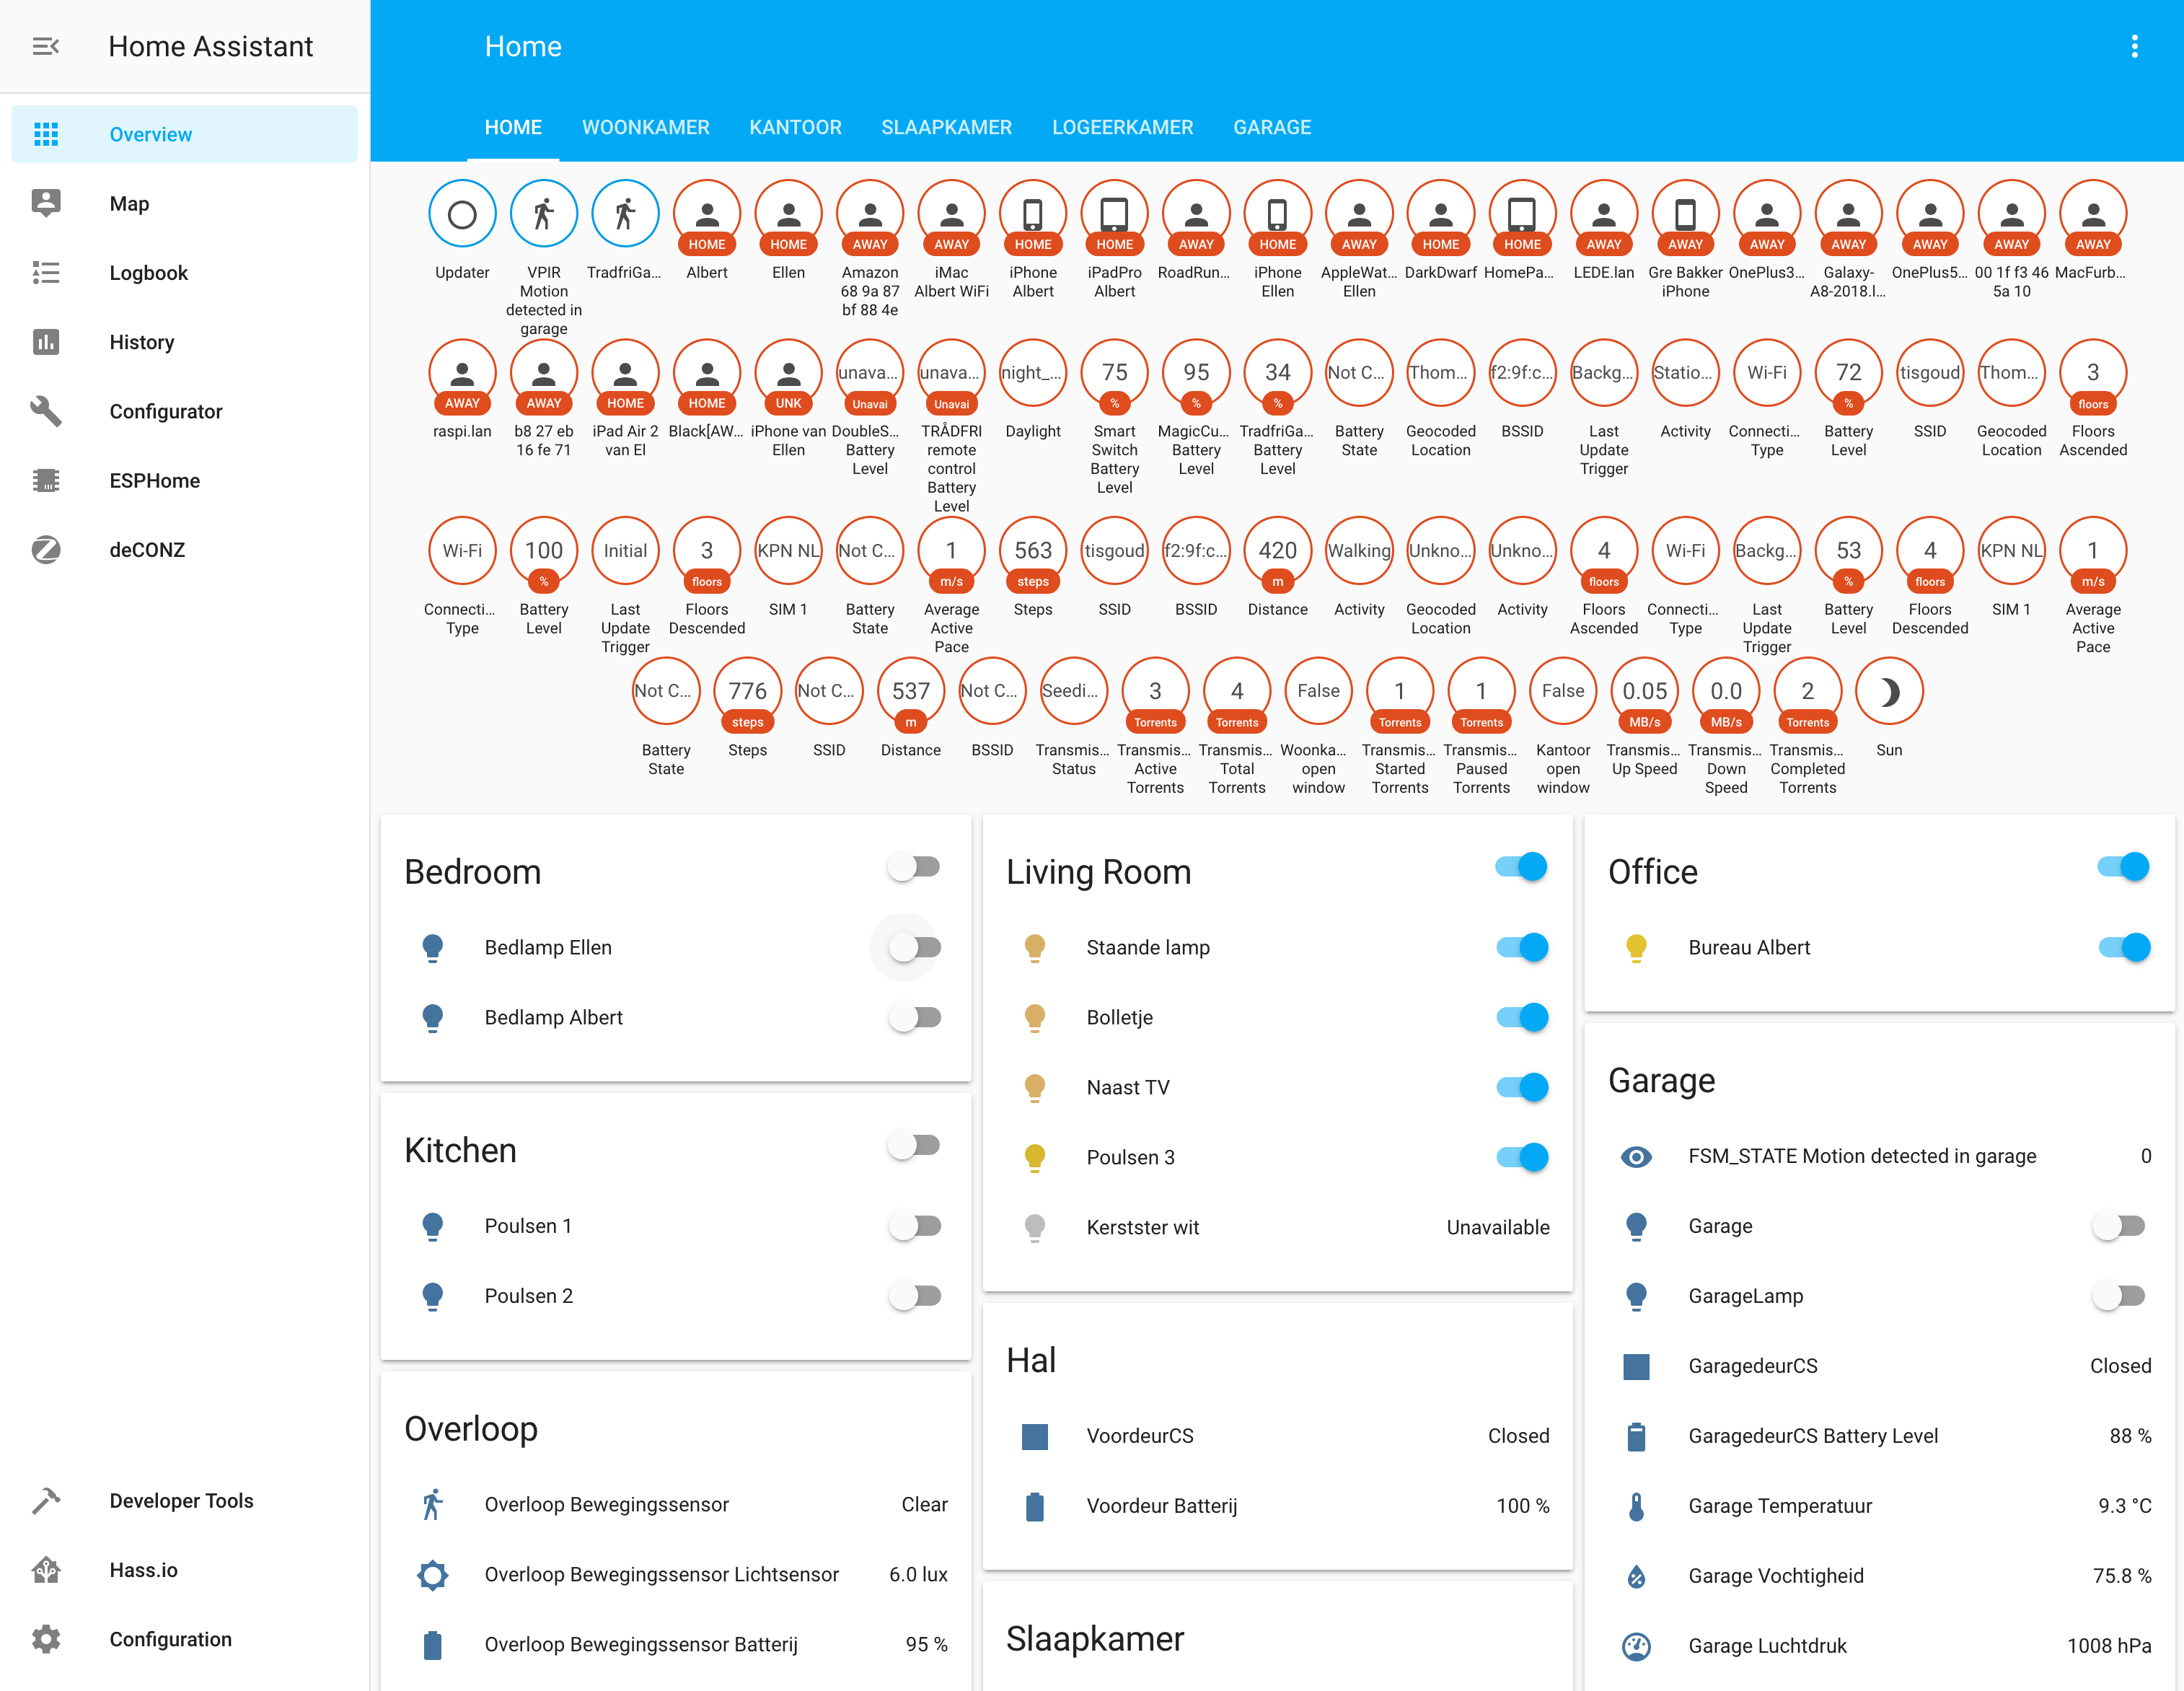 Home Assistant
Overview
Map
Logbook
History
Configurator
ESPHome
deCONZ
Developer Tools
Hass.io
Configuration
Home
HOME WOONKAMER KANTOOR SLAAPKAMER LOGEERKAMER GARAGE
HOME HOME AWAY AWAY HOME HOME AWAY HOME AWAY HOME HOME AWAY AWAY AWAY AWAY AWAY AWAY AWAY
Updater VPIR TradfriGa... Albert Ellen Amazon iMac iPhone iPadPro RoadRun... iPhone AppleWat... DarkDwarf HomePa... LEDE.lan Gre Bakker OnePlus3... Galaxy- OnePlus5... 00 1f f3 46 MacFurb...
Motion 68 9a 87 Albert WiFi Albert Albert Ellen Ellen iPhone A8-2018.l... 5a 10
detected in bf 88 4e
garage
unava... unava... night_... 75 95 34 Not C... Thom... f2:9f:c... Backg... Statio... Wi-Fi 72 tisgoud Thom... 3
AWAY AWAY HOME HOME UNK Unavai Unavai % % % % floors
raspi.lan b8 27 eb iPad Air 2 Black[AW... iPhone van DoubleS... TRÅDFRI Daylight Smart MagicCu... TradfriGa... Battery Geocoded BSSID Last Activity Connecti... Battery SSID Geocoded Floors
16 fe 71 van El Ellen Battery remote Switch Battery Battery State Location Update Type Level Location Ascended
Level control Battery Level Level Trigger
Battery Level
Level
Wi-Fi 100 Initial 3 KPN NL Not C... 1 563 tisgoud f2:9f:c... 420 Walking Unkno... Unkno... 4 Wi-Fi Backg... 53 4 KPN NL 1
% floors m/s steps m floors % floors m/s
Connecti... Battery Last Floors SIM 1 Battery Average Steps SSID BSSID Distance Activity Geocoded Activity Floors Connecti... Last Battery Floors SIM 1 Average
Type Level Update Descended State Active Location Ascended Type Update Level Descended Active
Trigger Pace Trigger Pace
Not C... 776 Not C... 537 Not C... Seedi... 3 4 False 1 1 False 0.05 0.0 2
steps m Torrents Torrents Torrents Torrents MB/s MB/s Torrents
Battery Steps SSID Distance BSSID Transmis... Transmis... Transmis... Woonka... Transmis... Transmis... Kantoor Transmis... Transmis... Transmis... Sun
State Status Active Total open Started Paused open Up Speed Down Completed
Torrents Torrents window Torrents Torrents window Speed Torrents
Bedroom
Bedlamp Ellen
Bedlamp Albert
Kitchen
Poulsen 1
Poulsen 2
Overloop
Overloop Bewegingssensor Clear
Overloop Bewegingssensor Lichtsensor 6.0 lux
Overloop Bewegingssensor Batterij 95 %
Living Room
Staande lamp
Bolletje
Naast TV
Poulsen 3
Kerstster wit Unavailable
Hal
VoordeurCS Closed
Voordeur Batterij 100 %
Slaapkamer
Office
Bureau Albert
Garage
FSM_STATE Motion detected in garage 0
Garage
GarageLamp
GaragedeurCS Closed
GaragedeurCS Battery Level 88 %
Garage Temperatuur 9.3 °C
Garage Vochtigheid 75.8 %
Garage Luchtdruk 1008 hPa